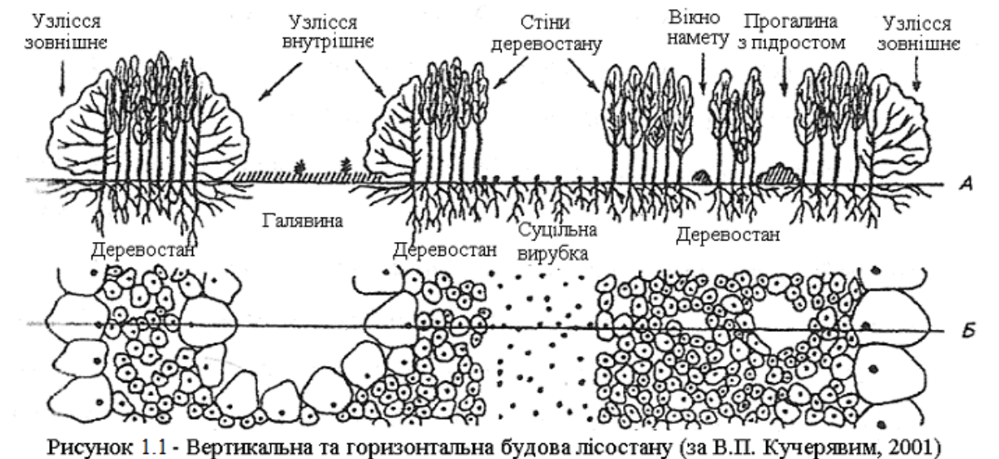 Узлісся
зовнішнє
Узлісся
внутрішнє
Стіни
деревостану
Вікно
намету
Прогалина
з підростом
Узлісся
зовнішнє
А
Галявина
Деревостан
Деревостан
Суцільна
вирубка
Деревостан
Б
Рисунок 1.1 - Вертикальна та горизонтальна будова лісостану (за В.П. Кучерявим, 2001)